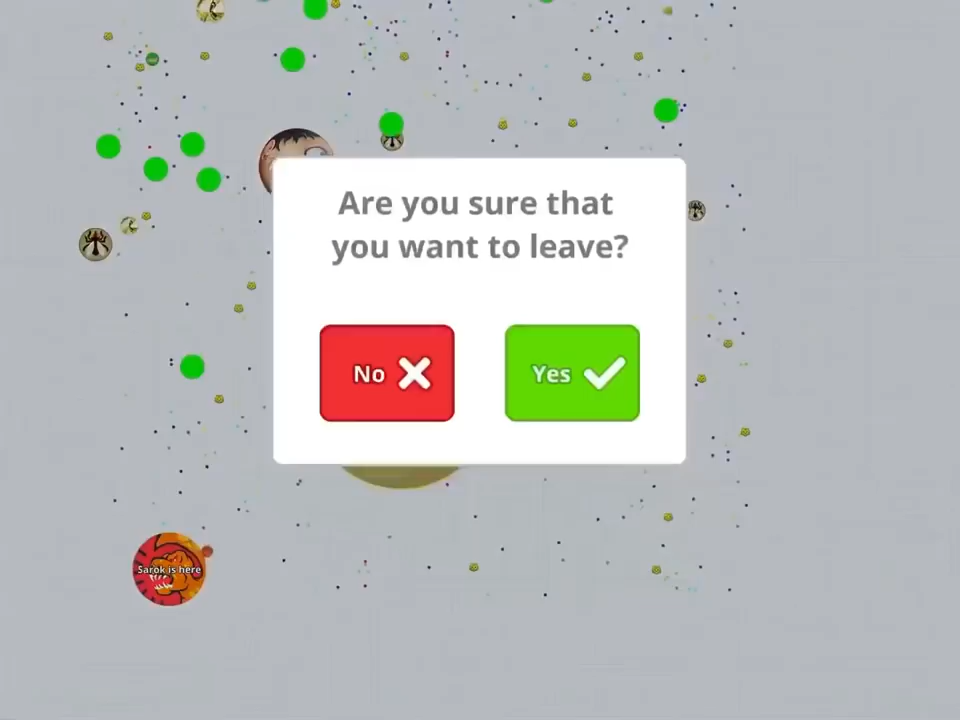 Are you sure that
you want to leave?
No
Yes
Sarok is here